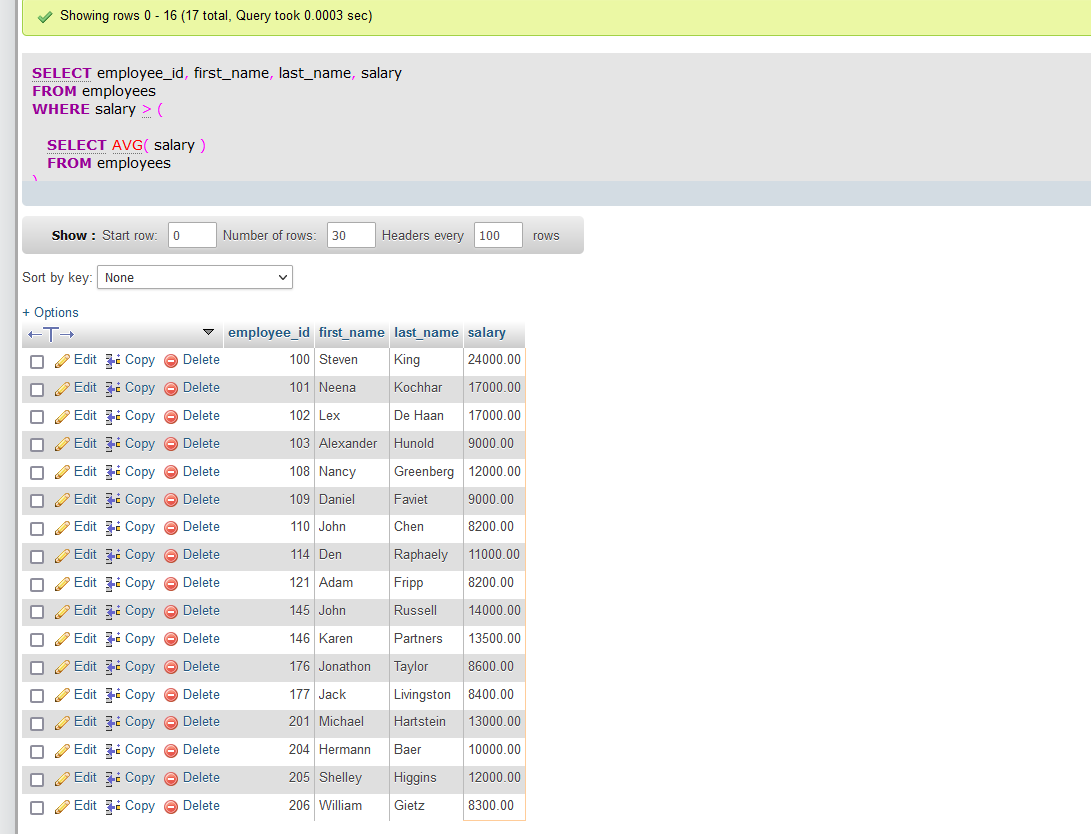 Showing rows 0 - 16 (17 total, Query took 0.0003 sec)
SELECT employee_id, first_name, last_name, salary
FROM employees
WHERE salary > (
SELECT AVG( salary )
FROM employees
)
Show : Start row: 0 Number of rows: 30 Headers every 100 rows
Sort by key: None
+ Options
←T→ employee_id first_name last_name salary
Edit Copy Delete 100 Steven King 24000.00
Edit Copy Delete 101 Neena Kochhar 17000.00
Edit Copy Delete 102 Lex De Haan 17000.00
Edit Copy Delete 103 Alexander Hunold 9000.00
Edit Copy Delete 108 Nancy Greenberg 12000.00
Edit Copy Delete 109 Daniel Faviet 9000.00
Edit Copy Delete 110 John Chen 8200.00
Edit Copy Delete 114 Den Raphaely 11000.00
Edit Copy Delete 121 Adam Fripp 8200.00
Edit Copy Delete 145 John Russell 14000.00
Edit Copy Delete 146 Karen Partners 13500.00
Edit Copy Delete 176 Jonathon Taylor 8600.00
Edit Copy Delete 177 Jack Livingston 8400.00
Edit Copy Delete 201 Michael Hartstein 13000.00
Edit Copy Delete 204 Hermann Baer 10000.00
Edit Copy Delete 205 Shelley Higgins 12000.00
Edit Copy Delete 206 William Gietz 8300.00